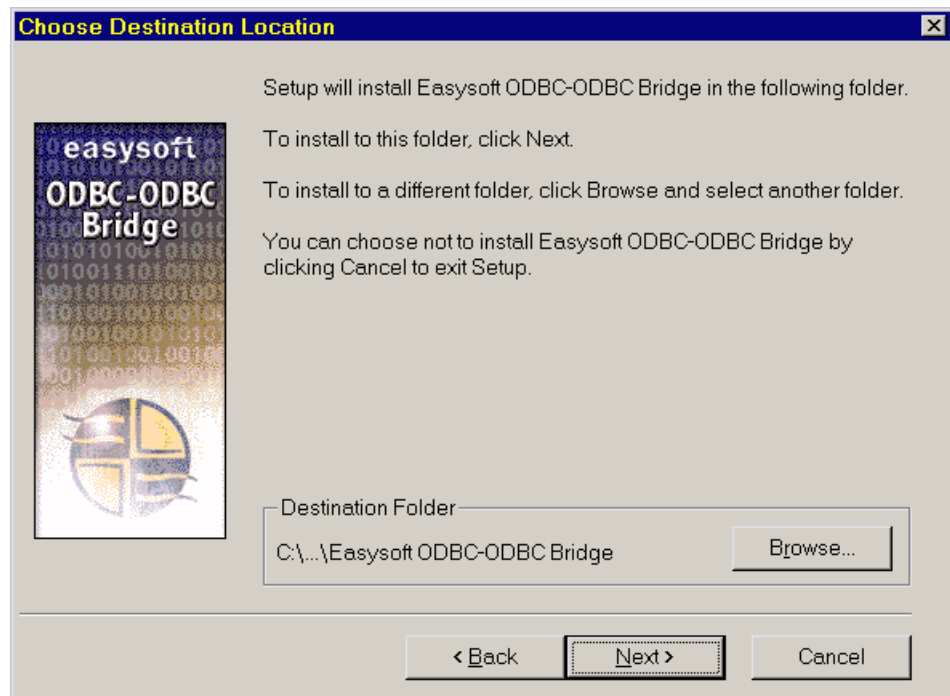 Choose Destination Location
Setup will install Easysoft ODBC-ODBC Bridge in the following folder.
To install to this folder, click Next.
To install to a different folder, click Browse and select another folder.
You can choose not to install Easysoft ODBC-ODBC Bridge by
clicking Cancel to exit Setup.
easysoft
ODBC-ODBC
Bridge
Destination Folder
C:\...\Easysoft ODBC-ODBC Bridge
Browse...
< Back
Next >
Cancel